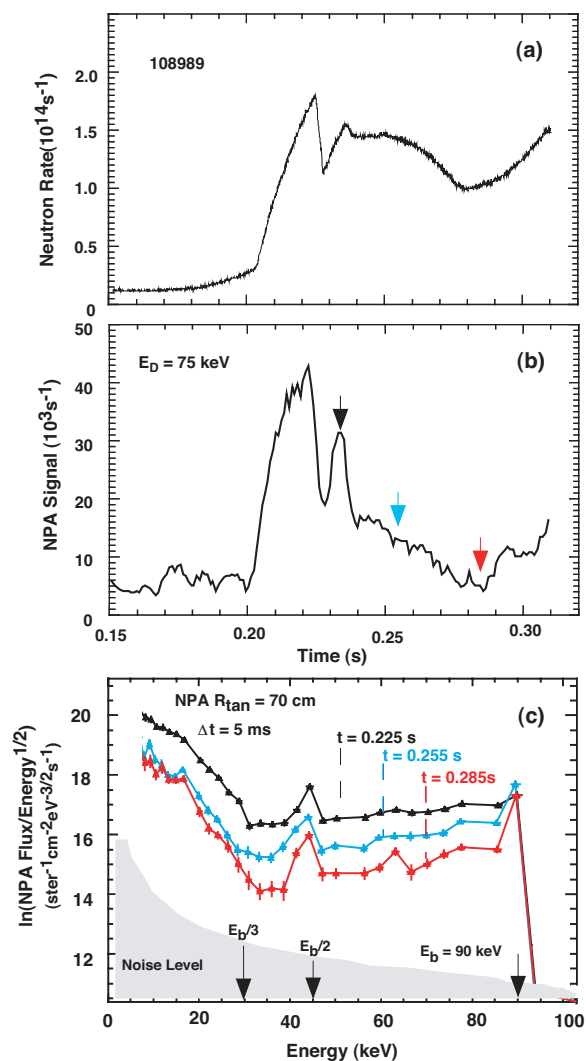 (a)
108989
2.0
1.5
1.0
0.5
0
Neutron Rate(10^14s^-1)
(b)
E_D = 75 keV
50
40
30
20
10
0
NPA Signal (10^3s^-1)
0.15 0.20 0.25 0.30
Time (s)
NPA R_tan = 70 cm
(c)
Δt = 5 ms
t = 0.225 s
t = 0.255 s
t = 0.285s
20
18
16
14
12
ln(NPA Flux/Energy^1/2)
(ster^-1cm^-2eV^-3/2s^-1)
E_b/3
E_b/2
E_b = 90 keV
Noise Level
0 20 40 60 80 100
Energy (keV)